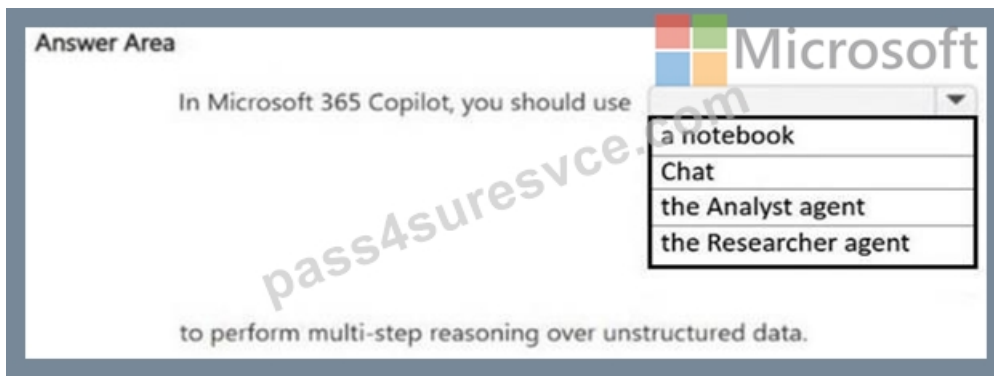 Answer Area
Microsoft
In Microsoft 365 Copilot, you should use
a notebook
Chat
the Analyst agent
the Researcher agent
pass4suresvce.com
to perform multi-step reasoning over unstructured data.